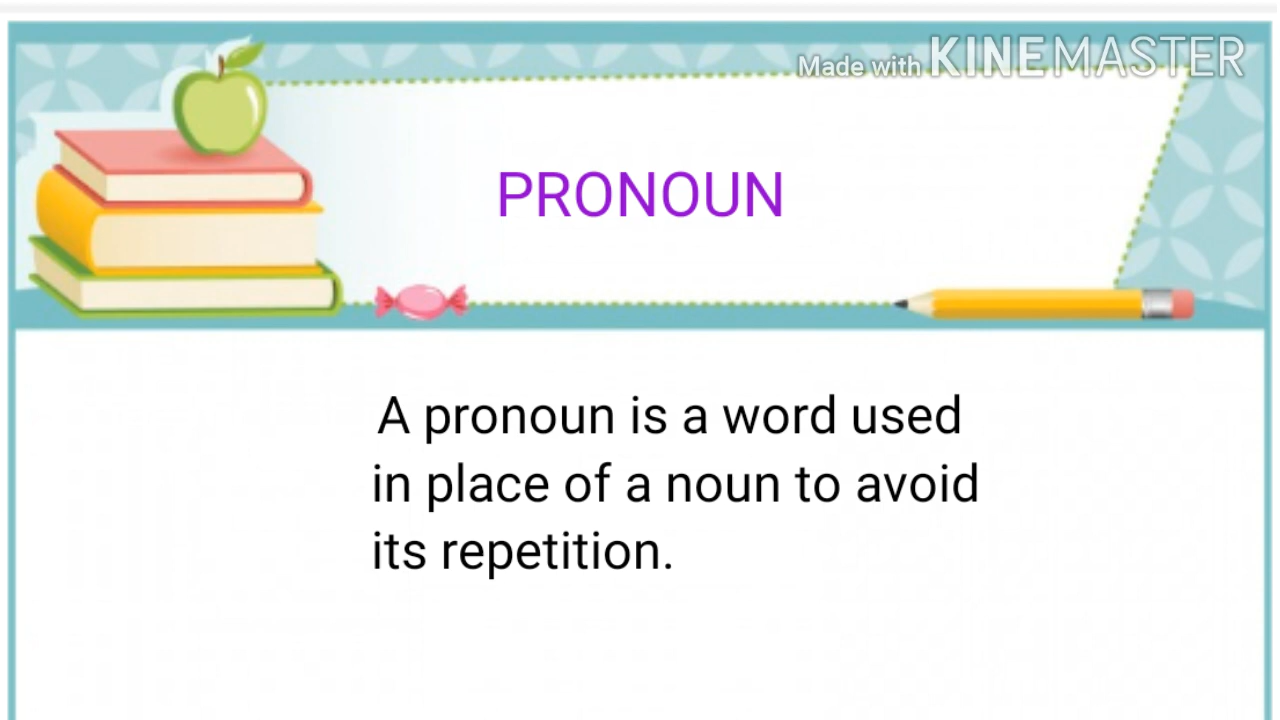 Made with KINEMASTER
PRONOUN
A pronoun is a word used
in place of a noun to avoid
its repetition.